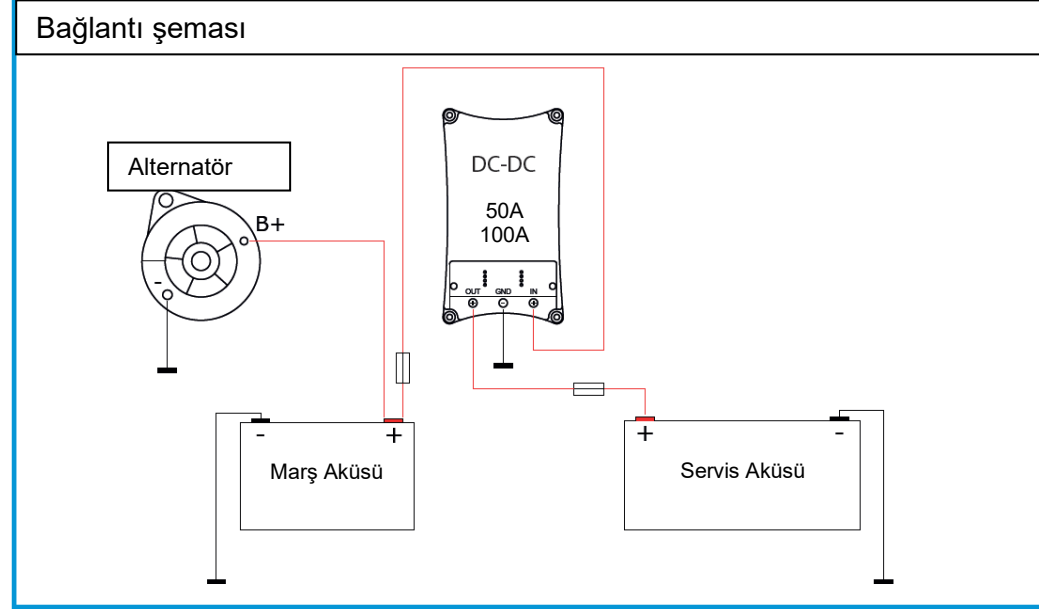 Bağlantı şeması
Alternatör
B+
-
DC-DC
50A
100A
OUT GND IN
- +
Marş Aküsü
+ -
Servis Aküsü